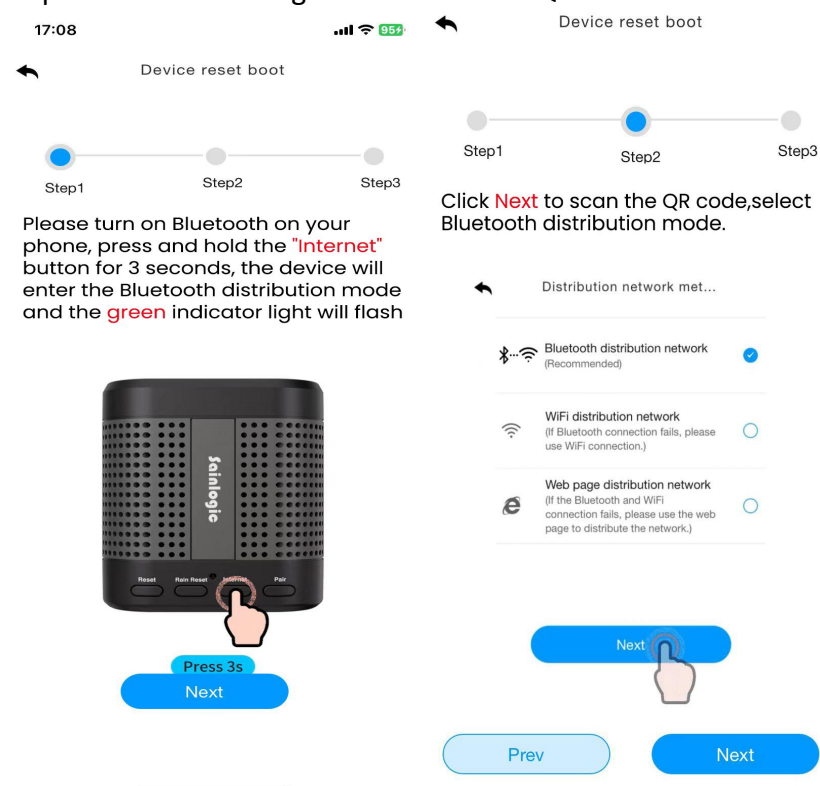 17:08
95
Device reset boot
Step1
Step2
Step3
Please turn on Bluetooth on your
phone, press and hold the "Internet"
button for 3 seconds, the device will
enter the Bluetooth distribution mode
and the green indicator light will flash
Sainlogic
Reset
Rain Reset
Internet
Pair
Press 3s
Next
Device reset boot
Step1
Step2
Step3
Click Next to scan the QR code,select
Bluetooth distribution mode.
Distribution network met...
Bluetooth distribution network
(Recommended)
WiFi distribution network
(If Bluetooth connection fails, please
use WiFi connection.)
Web page distribution network
(If the Bluetooth and WiFi
connection fails, please use the web
page to distribute the network.)
Next
Prev
Next